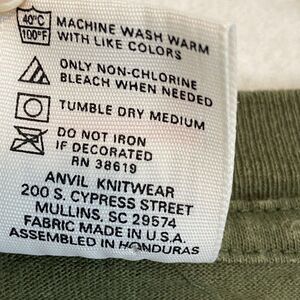 40°C
100°F
MACHINE WASH WARM
WITH LIKE COLORS
ONLY NON-CHLORINE
BLEACH WHEN NEEDED
TUMBLE DRY MEDIUM
DO NOT IRON
IF DECORATED
RN 38619
ANVIL KNITWEAR
200 S. CYPRESS STREET
MULLINS, SC 29574
FABRIC MADE IN U.S.A.
ASSEMBLED IN HONDURAS